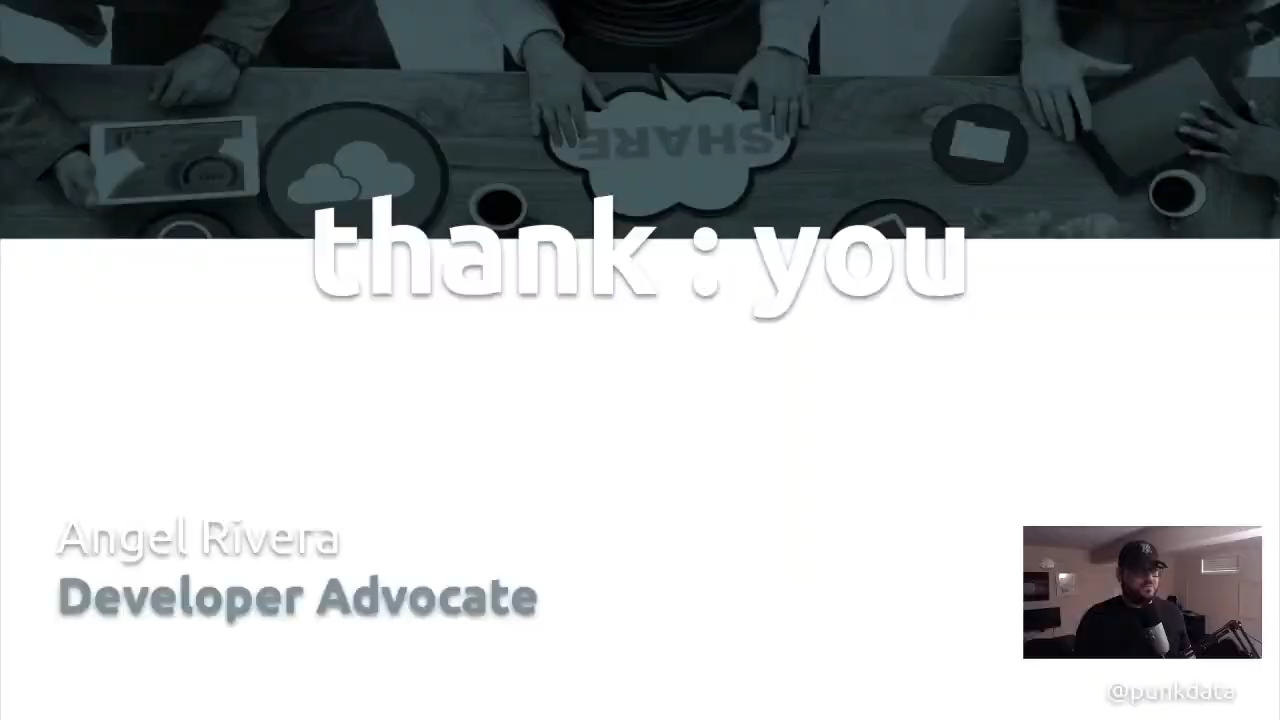 SHARE
thank : you
Angel Rivera
Developer Advocate
@punkdata